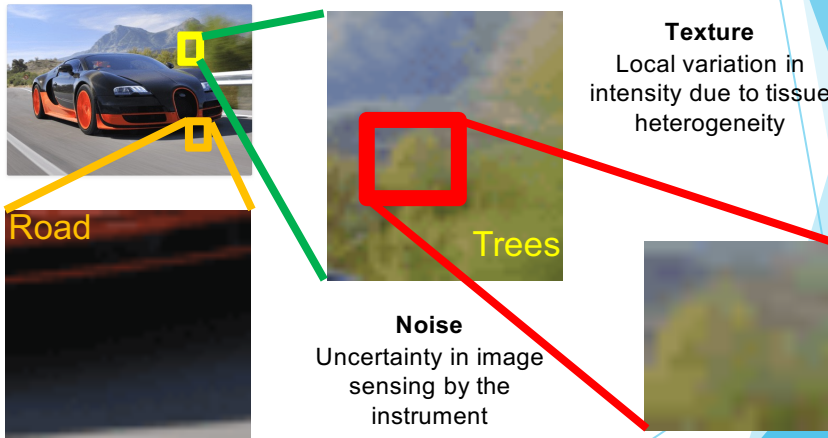 Texture
Local variation in
intensity due to tissue
heterogeneity
Road
Trees
Noise
Uncertainty in image
sensing by the
instrument